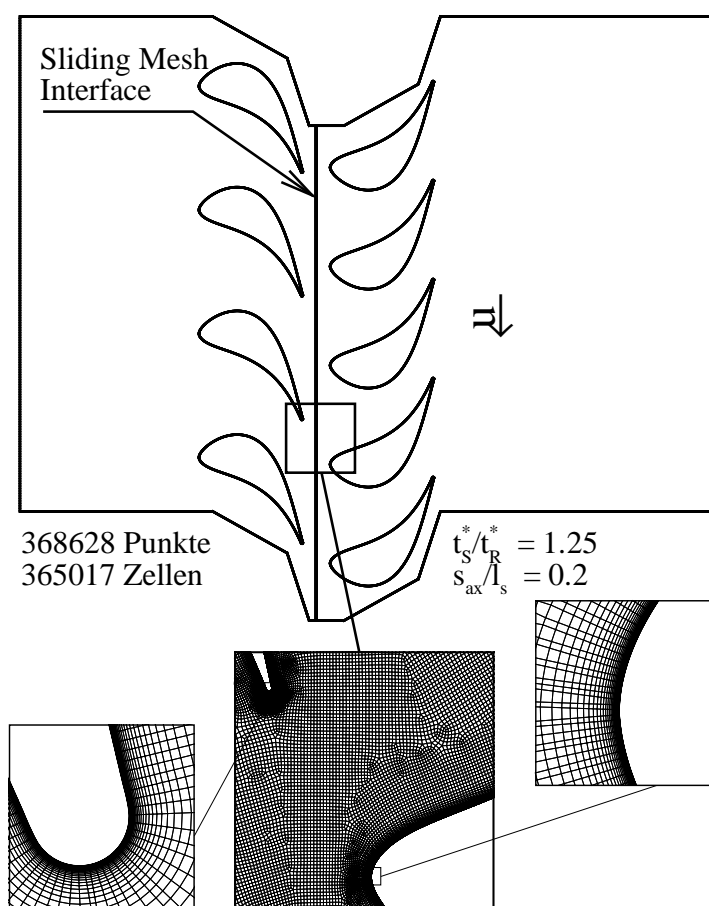 Sliding Mesh
Interface
u
368628 Punkte
365017 Zellen
t*S/t*R = 1.25
sax/ls = 0.2